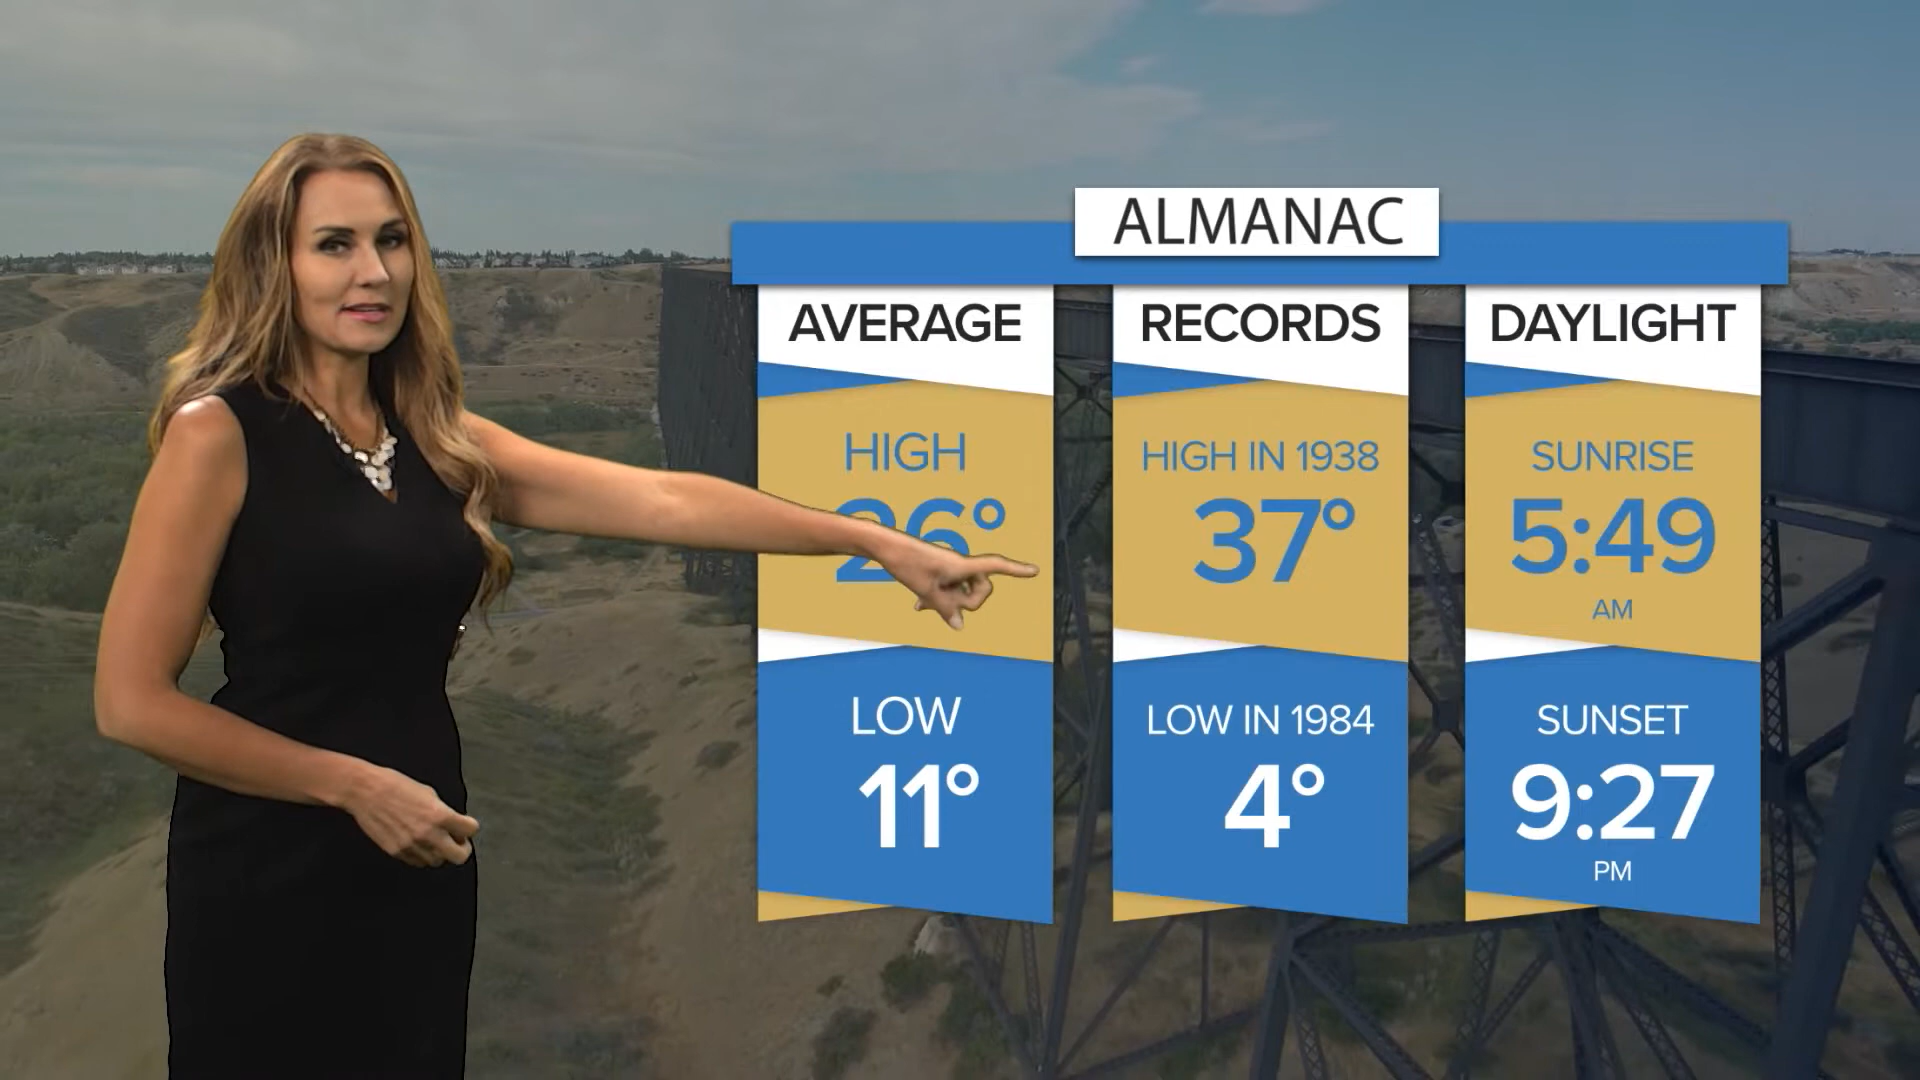 ALMANAC
AVERAGE
HIGH
26°
LOW
11°
RECORDS
HIGH IN 1938
37°
LOW IN 1984
4°
DAYLIGHT
SUNRISE
5:49
AM
SUNSET
9:27
PM